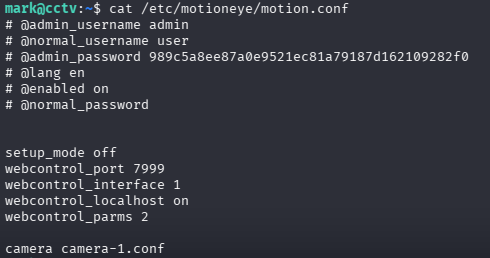 mark@cctv:~$ cat /etc/motioneye/motion.conf
# @admin_username admin
# @normal_username user
# @admin_password 989c5a8ee87a0e9521ec81a79187d162109282f0
# @lang en
# @enabled on
# @normal_password
setup_mode off
webcontrol_port 7999
webcontrol_interface 1
webcontrol_localhost on
webcontrol_parms 2
camera camera-1.conf